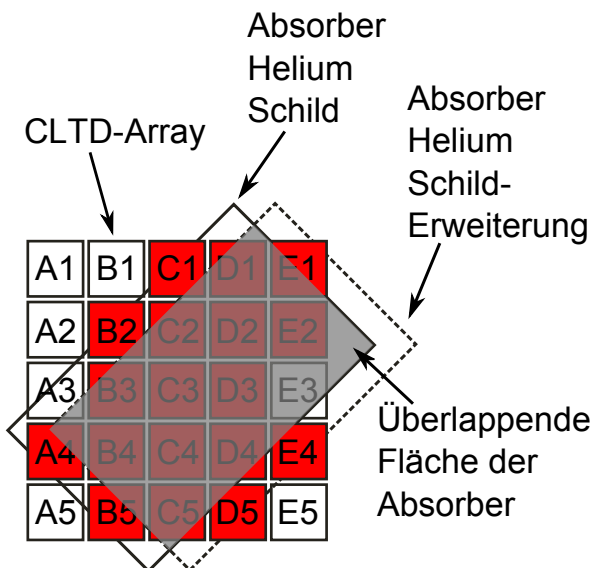 Absorber
Helium
Schild
Absorber
Helium
Schild-
Erweiterung
CLTD-Array
A1 B1 C1 D1 E1
A2 B2 C2 D2 E2
A3 B3 C3 D3 E3
A4 B4 C4 D4 E4
A5 B5 C5 D5 E5
Überlappende
Fläche der
Absorber